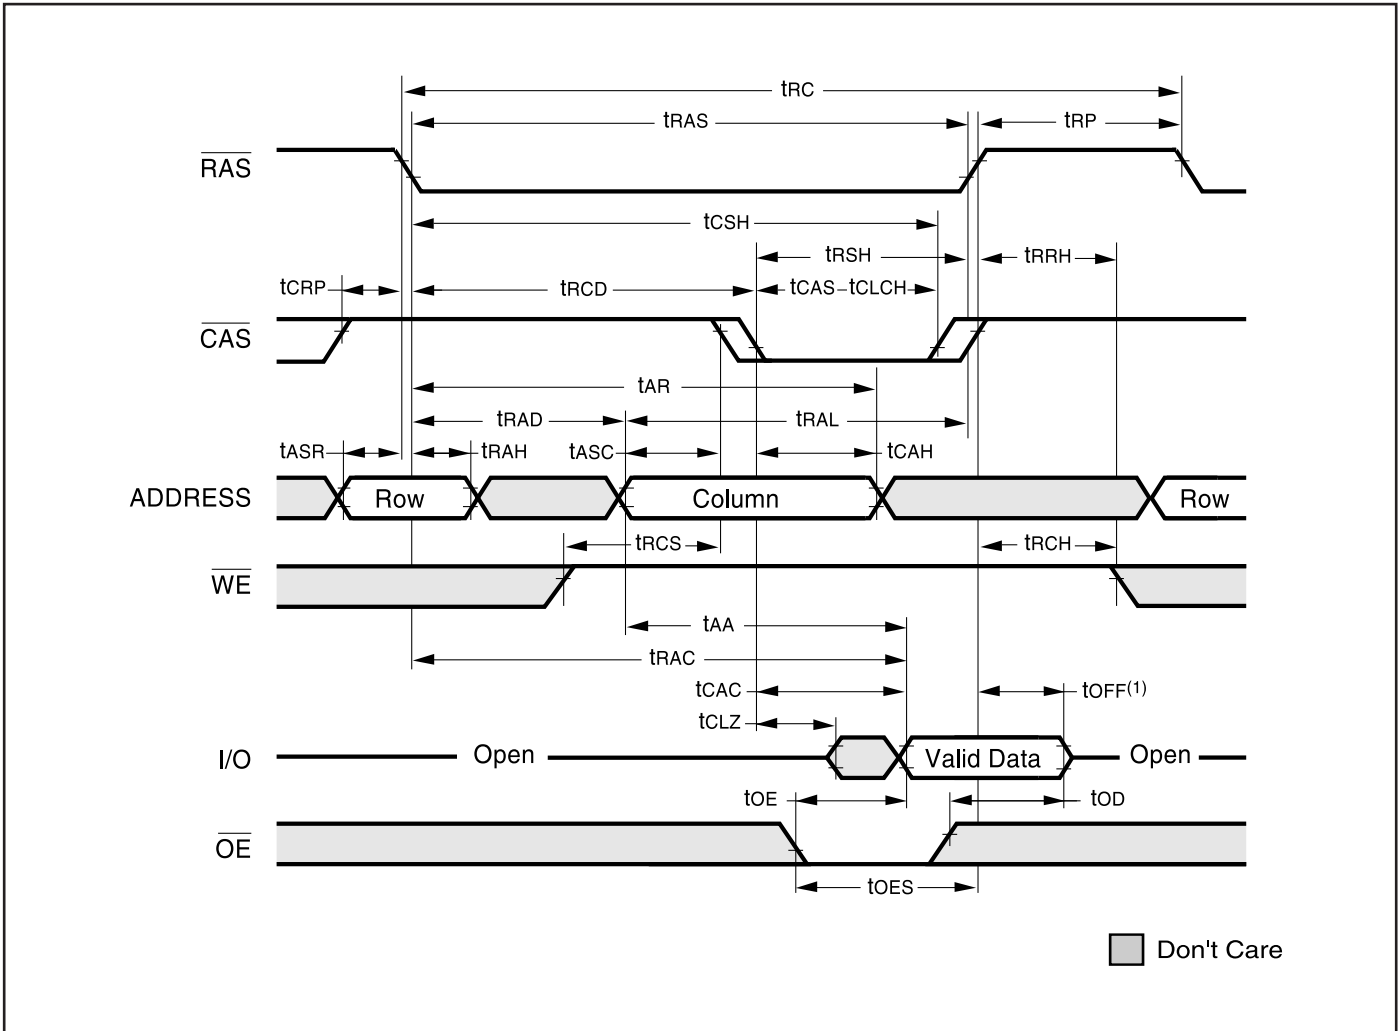 tRC
tRAS
tRP
RAS
tCSH
tRSH
tRRH
tCRP
tRCD
tCAS
tCLCH
CAS
tAR
tRAD
tRAL
tASR
tRAH
tASC
tCAH
ADDRESS
Row
Column
Row
tRCS
tRCH
WE
tAA
tRAC
tCAC
tOFF(1)
tCLZ
I/O
Open
Valid Data
Open
tOE
tOD
OE
tOES
Don't Care